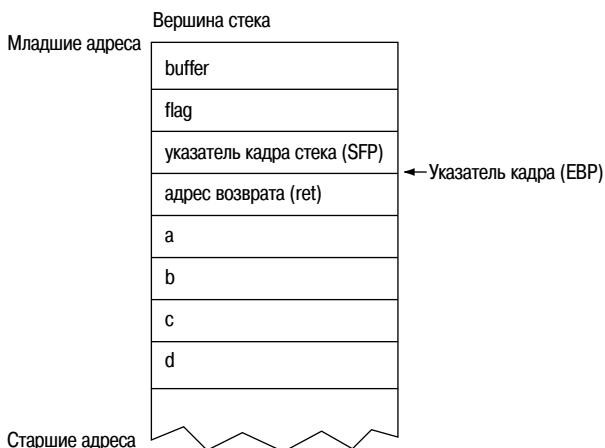 Вершина стека
Младшие адреса
buffer
flag
указатель кадра стека (SFP)
Указатель кадра (EBP)
адрес возврата (ret)
a
b
c
d
Старшие адреса